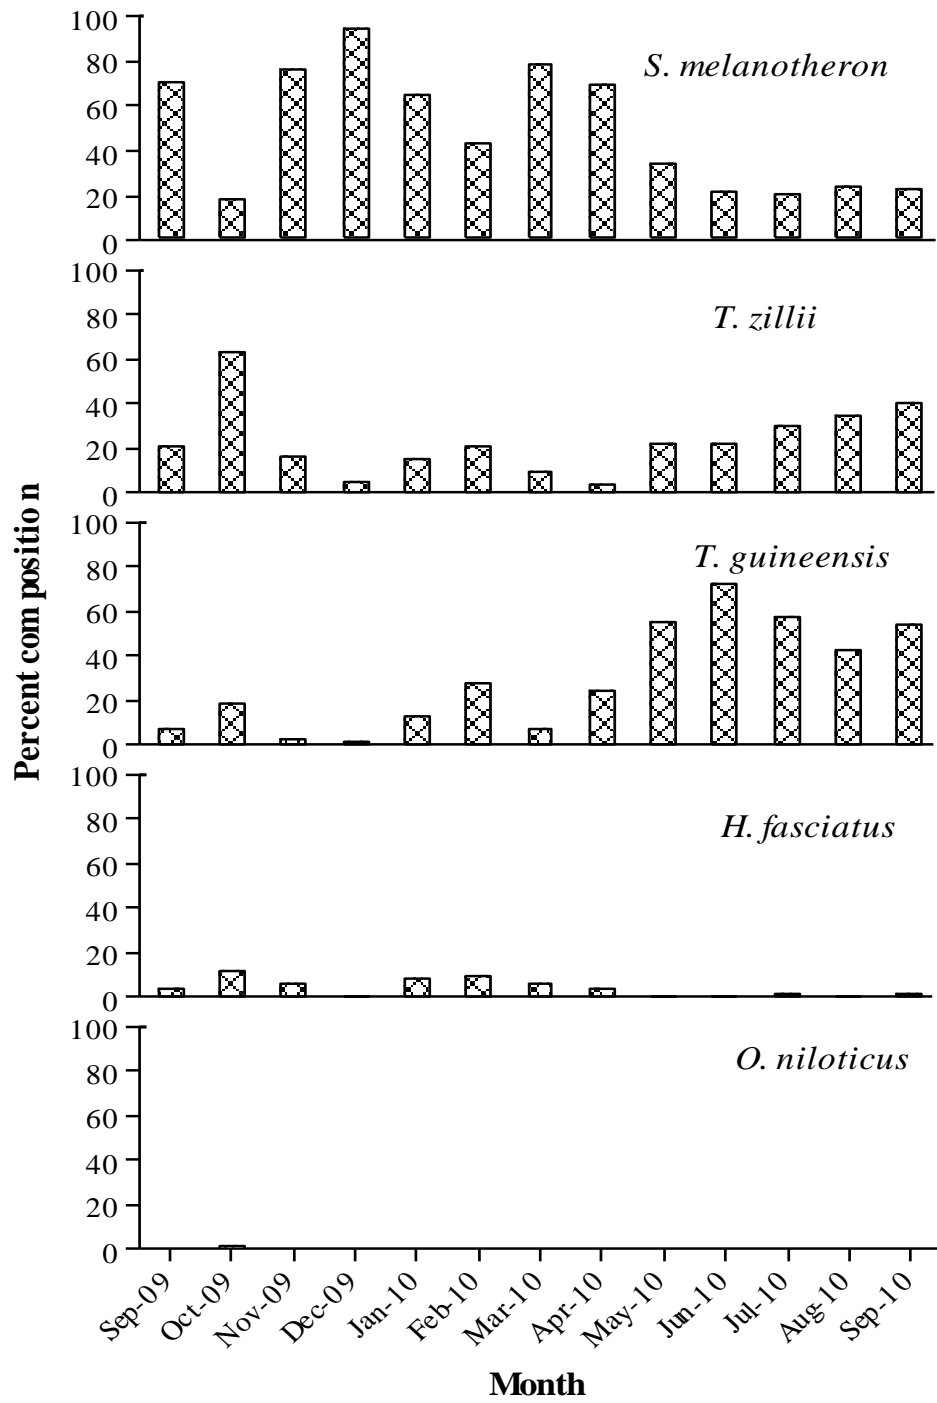 100
80
60
40
20
0
S. melanotheron
100
80
60
40
20
0
T. zillii
100
80
60
40
20
0
T. guineensis
100
80
60
40
20
0
H. fasciatus
100
80
60
40
20
0
O. niloticus
Percent composition
Sep-09
Oct-09
Nov-09
Dec-09
Jan-10
Feb-10
Mar-10
Apr-10
May-10
Jun-10
Jul-10
Aug-10
Sep-10
Month